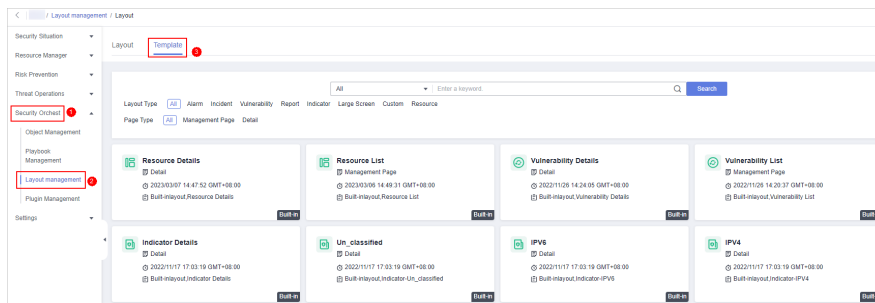 / Layout management / Layout
Security Situation
Resource Manager
Risk Prevention
Threat Operations
Security Orchest 1
Object Management
Playbook
Management
Layout management 2
Plugin Management
Settings
Layout Template 3
All Enter a keyword. Search
Layout Type All Alarm Incident Vulnerability Report Indicator Large Screen Custom Resource
Page Type All Management Page Detail
Resource Details
Detail
2023/03/07 14:47:52 GMT+08:00
Built-inlayout,Resource Details
Built-in
Resource List
Management Page
2023/03/06 14:49:31 GMT+08:00
Built-inlayout,Resource List
Built-in
Vulnerability Details
Detail
2022/11/26 14:24:05 GMT+08:00
Built-inlayout,Vulnerability Details
Built-in
Vulnerability List
Management Page
2022/11/26 14:20:37 GMT+08:00
Built-inlayout,Vulnerability List
Built-in
Indicator Details
Detail
2022/11/17 17:03:19 GMT+08:00
Built-inlayout,Indicator Details
Built-in
Un_classified
Detail
2022/11/17 17:03:19 GMT+08:00
Built-inlayout,Indicator-Un_classified
Built-in
IPV6
Detail
2022/11/17 17:03:19 GMT+08:00
Built-inlayout,Indicator-IPV6
Built-in
IPV4
Detail
2022/11/17 17:03:19 GMT+08:00
Built-inlayout,Indicator-IPV4
Built-in